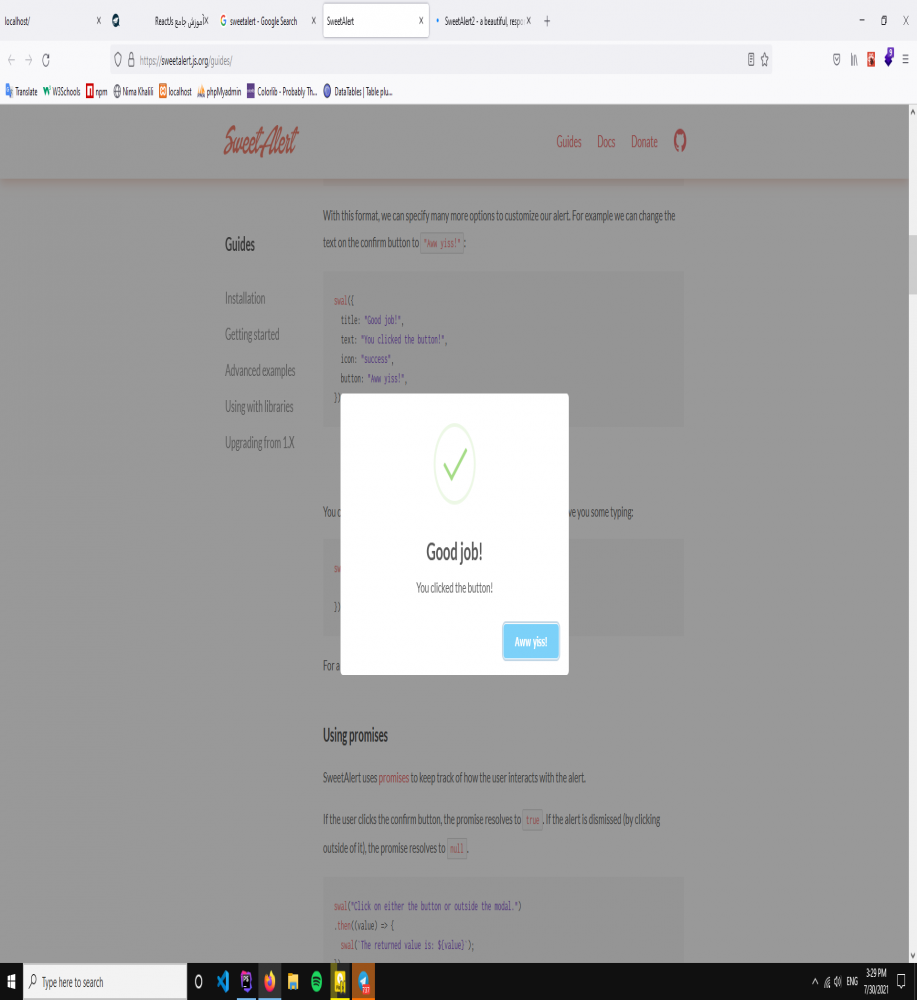 localhost/
آموزش جامع ReactJs
sweetalert - Google Search
SweetAlert
SweetAlert2 - a beautiful, respo
https://sweetalert.js.org/guides/
3
Translate
W3Schools
npm
Nima Khalili
localhost
phpMyadmin
Colorlib - Probably Th...
DataTables | Table plu...
SweetAlert
Guides
Docs
Donate
With this format, we can specify many more options to customize our alert. For example we can change the
text on the confirm button to "Aww yiss!" :
Guides
Installation
Getting started
Advanced examples
Using with libraries
Upgrading from 1.X
swal({
title: "Good job!",
text: "You clicked the button!",
icon: "success",
button: "Aww yiss!",
})
You c
ve you some typing:
sw
})
For a
Good job!
You clicked the button!
Aww yiss!
Using promises
SweetAlert uses promises to keep track of how the user interacts with the alert.
If the user clicks the confirm button, the promise resolves to true . If the alert is dismissed (by clicking
outside of it), the promise resolves to null .
swal("Click on either the button or outside the modal.")
.then((value) => {
swal(`The returned value is: ${value}`);
Type here to search
PS
ENG
3:29 PM
7/30/2021